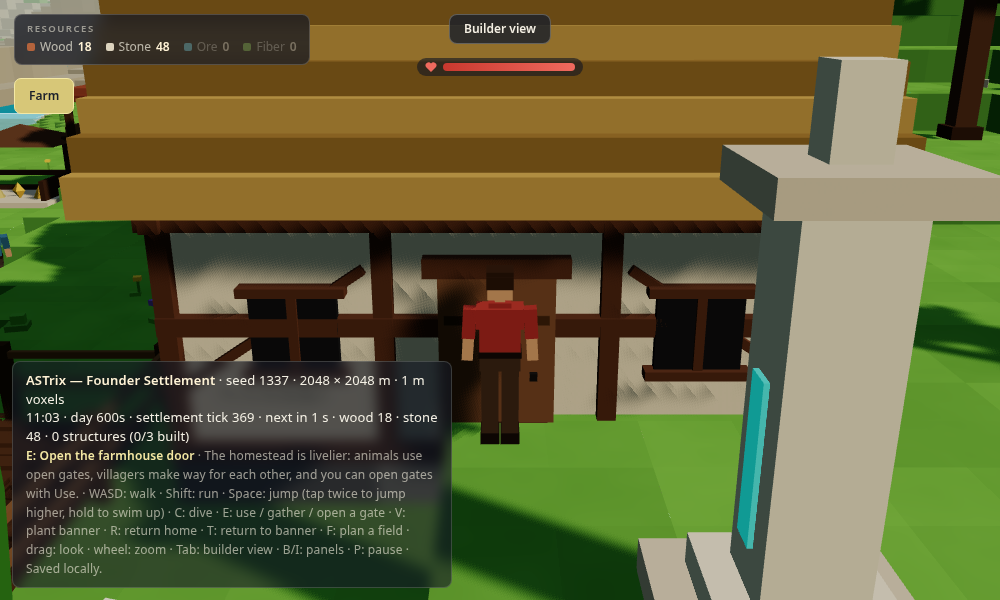 RESOURCES
Wood 18 Stone 48 Ore 0 Fiber 0
Builder view
Farm
ASTrix — Founder Settlement · seed 1337 · 2048 × 2048 m · 1 m
voxels
11:03 · day 600s · settlement tick 369 · next in 1 s · wood 18 · stone
48 · 0 structures (0/3 built)
E: Open the farmhouse door · The homestead is livelier: animals use
open gates, villagers make way for each other, and you can open gates
with Use. · WASD: walk · Shift: run · Space: jump (tap twice to jump
higher, hold to swim up) · C: dive · E: use / gather / open a gate · V:
plant banner · R: return home · T: return to banner · F: plan a field ·
drag: look · wheel: zoom · Tab: builder view · B/I: panels · P: pause ·
Saved locally.